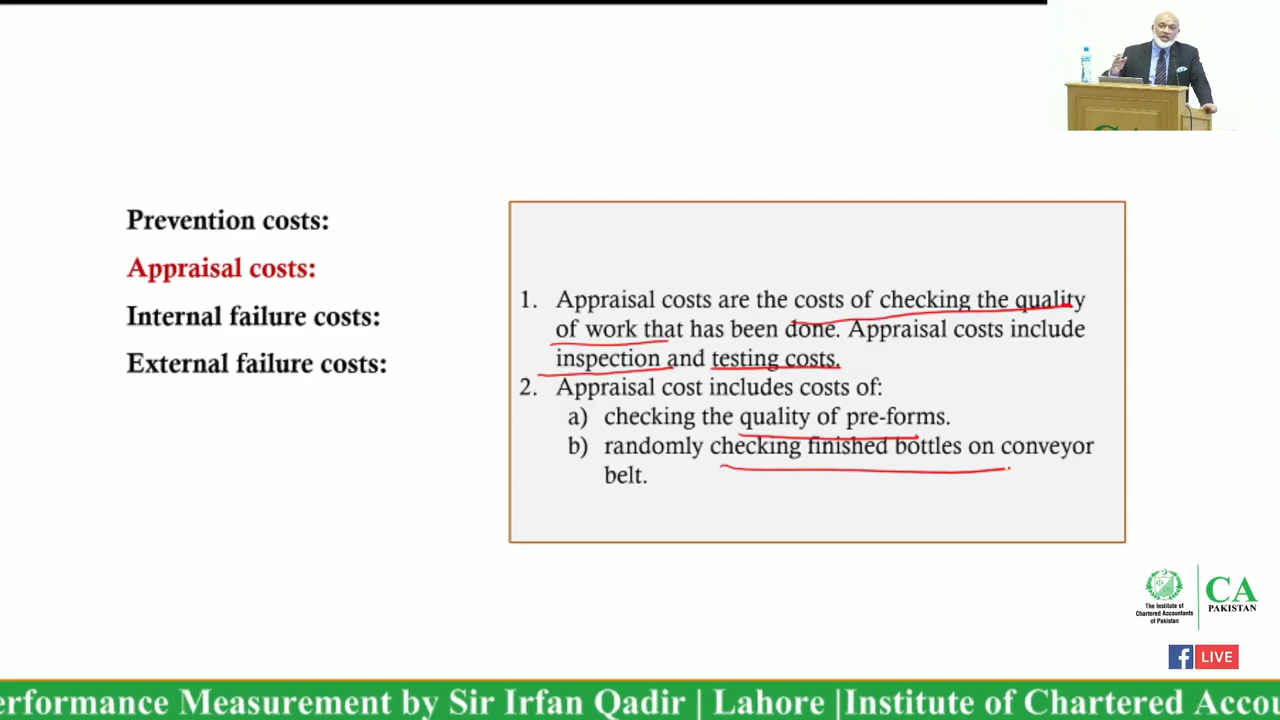 Prevention costs:
Appraisal costs:
Internal failure costs:
External failure costs:
1. Appraisal costs are the costs of checking the quality
of work that has been done. Appraisal costs include
inspection and testing costs.
2. Appraisal cost includes costs of:
a) checking the quality of pre-forms.
b) randomly checking finished bottles on conveyor
belt.
The Institute of
Chartered Accountants
of Pakistan
CA
PAKISTAN
f LIVE
erformance Measurement by Sir Irfan Qadir | Lahore |Institute of Chartered Accou